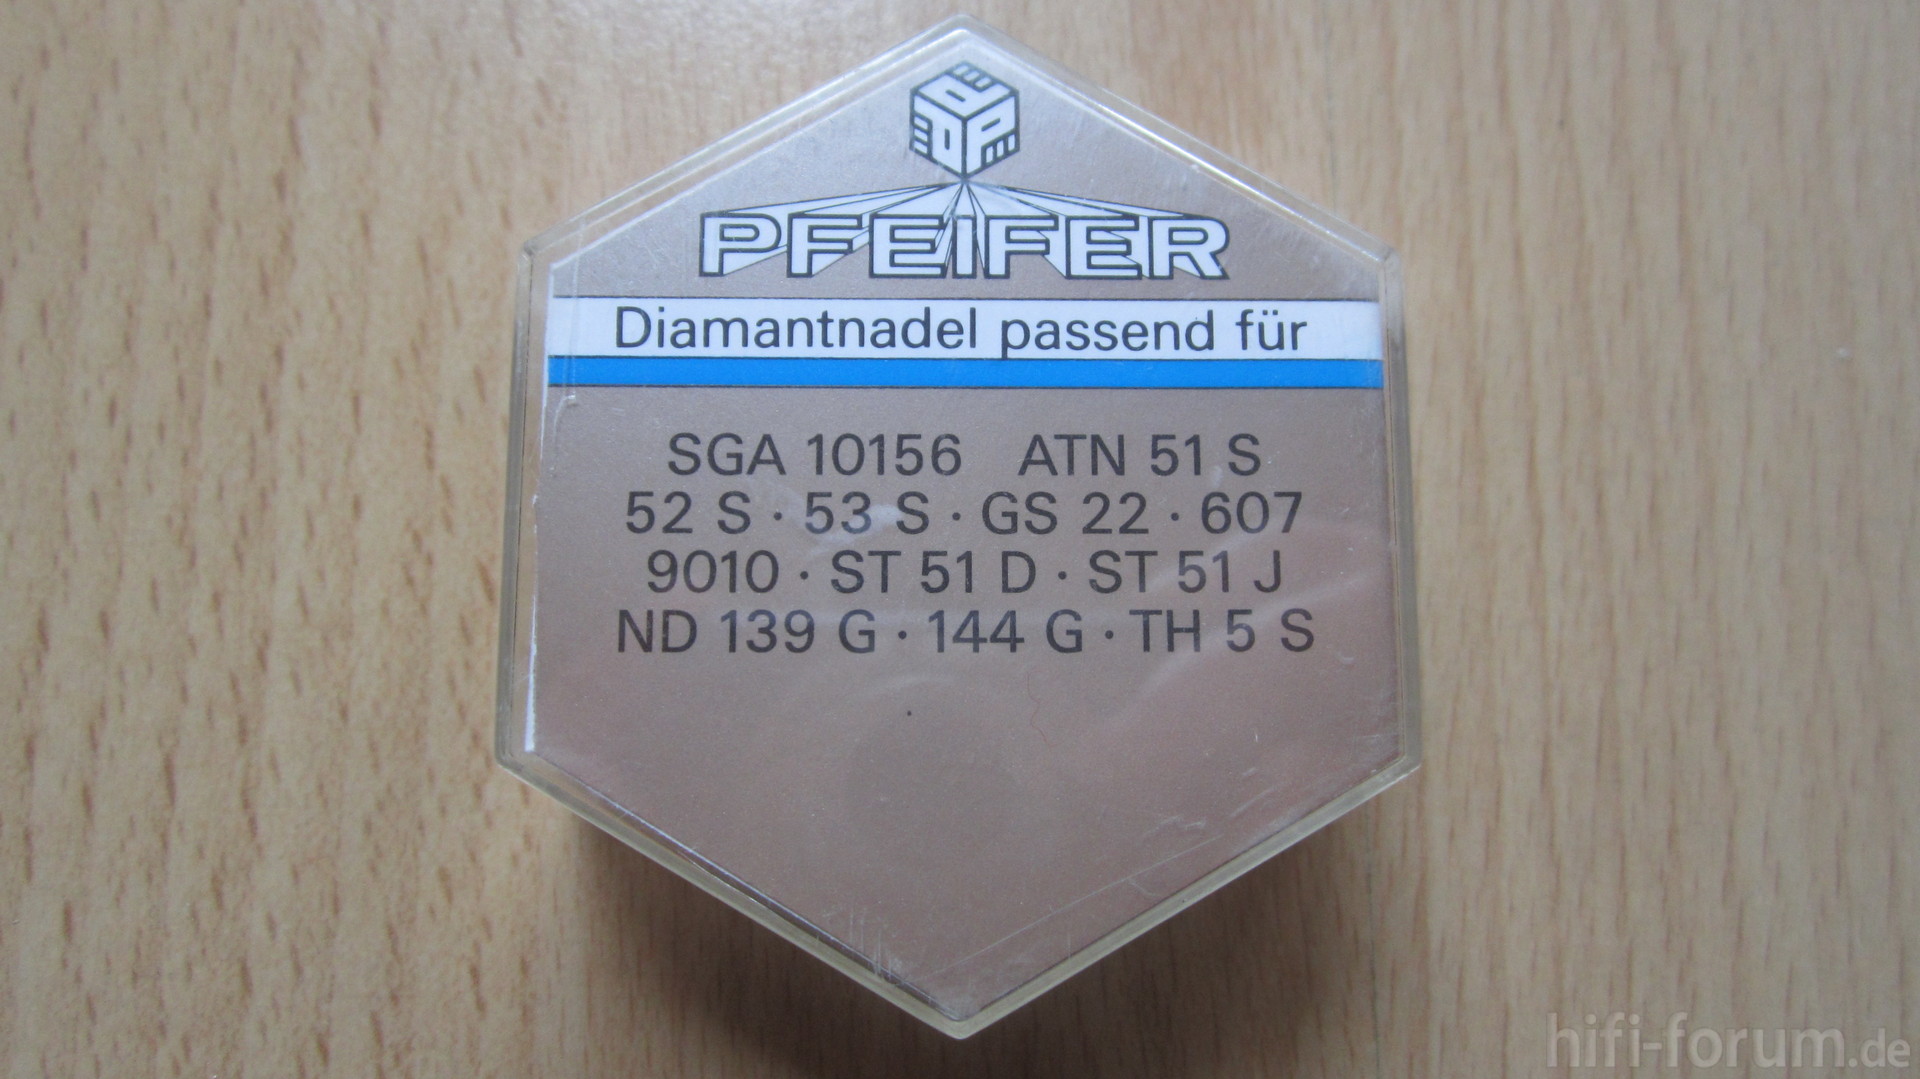 PFEIFER
Diamantnadel passend für
SGA 10156 ATN 51 S
52 S · 53 S · GS 22 · 607
9010 · ST 51 D · ST 51 J
ND 139 G · 144 G · TH 5 S
hifi-forum.de